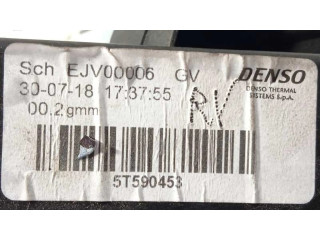 Sch EJV00006 GV
DENSO
30-07-18 17:37:55
DENSO THERMAL
SYSTEMS S.p.A.
00.2gmm
RV
5T590453